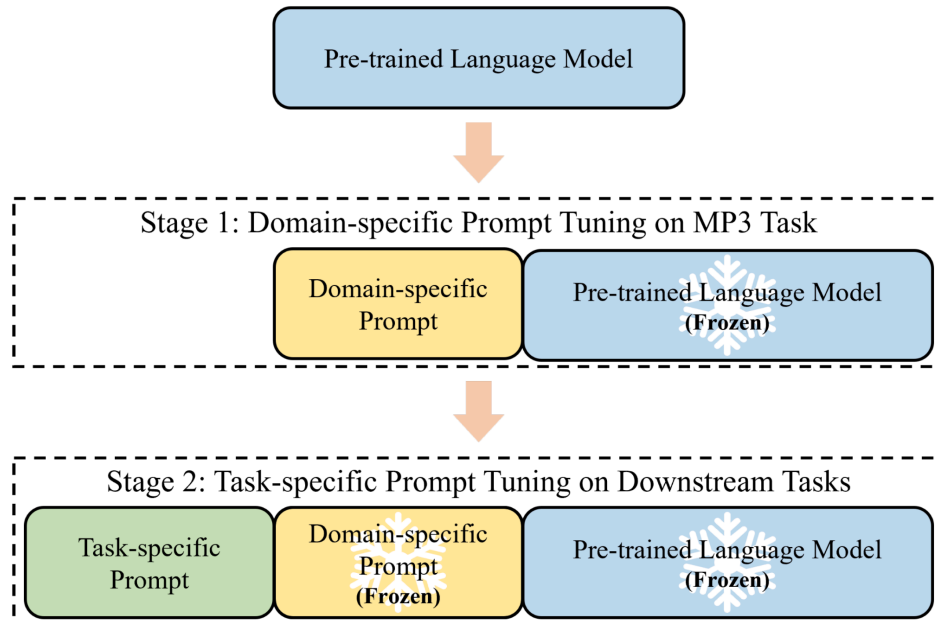 Pre-trained Language Model
Stage 1: Domain-specific Prompt Tuning on MP3 Task
Domain-specific
Prompt
Pre-trained Language Model
(Frozen)
Stage 2: Task-specific Prompt Tuning on Downstream Tasks
Task-specific
Prompt
Domain-specific
Prompt
(Frozen)
Pre-trained Language Model
(Frozen)